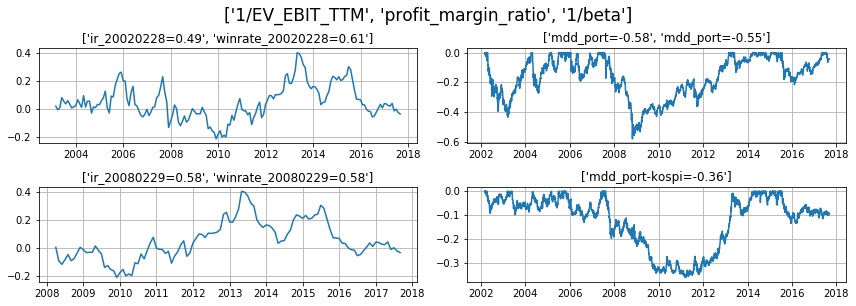 ['1/EV_EBIT_TTM', 'profit_margin_ratio', '1/beta']
['ir_20020228=0.49', 'winrate_20020228=0.61']
0.4
0.2
0.0
−0.2
2004 2006 2008 2010 2012 2014 2016 2018
['mdd_port=-0.58', 'mdd_port=-0.55']
0.0
−0.2
−0.4
−0.6
2002 2004 2006 2008 2010 2012 2014 2016 2018
['ir_20080229=0.58', 'winrate_20080229=0.58']
0.4
0.2
0.0
−0.2
2008 2009 2010 2011 2012 2013 2014 2015 2016 2017 2018
['mdd_port-kospi=-0.36']
0.0
−0.1
−0.2
−0.3
2002 2004 2006 2008 2010 2012 2014 2016 2018